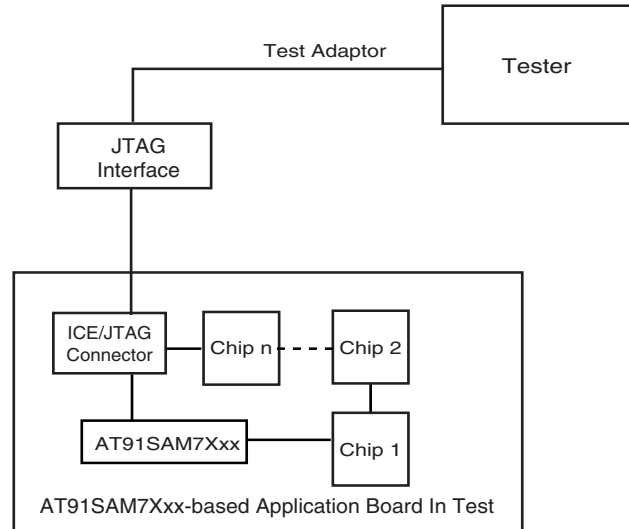 Test Adaptor
Tester
JTAG
Interface
ICE/JTAG
Connector
Chip n
Chip 2
AT91SAM7Xxx
Chip 1
AT91SAM7Xxx-based Application Board In Test